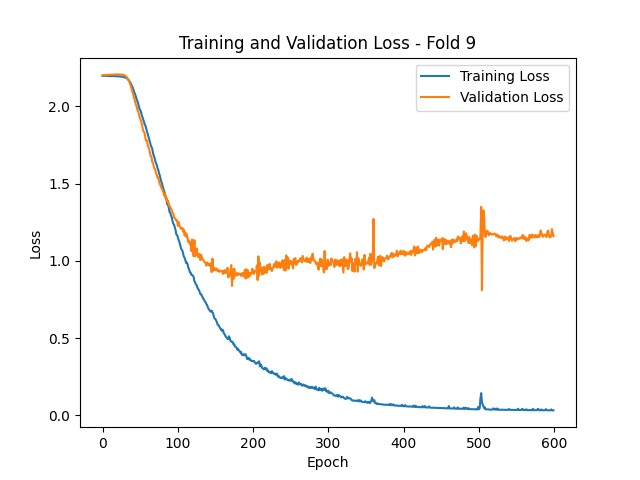 Training and Validation Loss - Fold 9
Training Loss
Validation Loss
2.0
1.5
1.0
0.5
0.0
Loss
0 100 200 300 400 500 600
Epoch